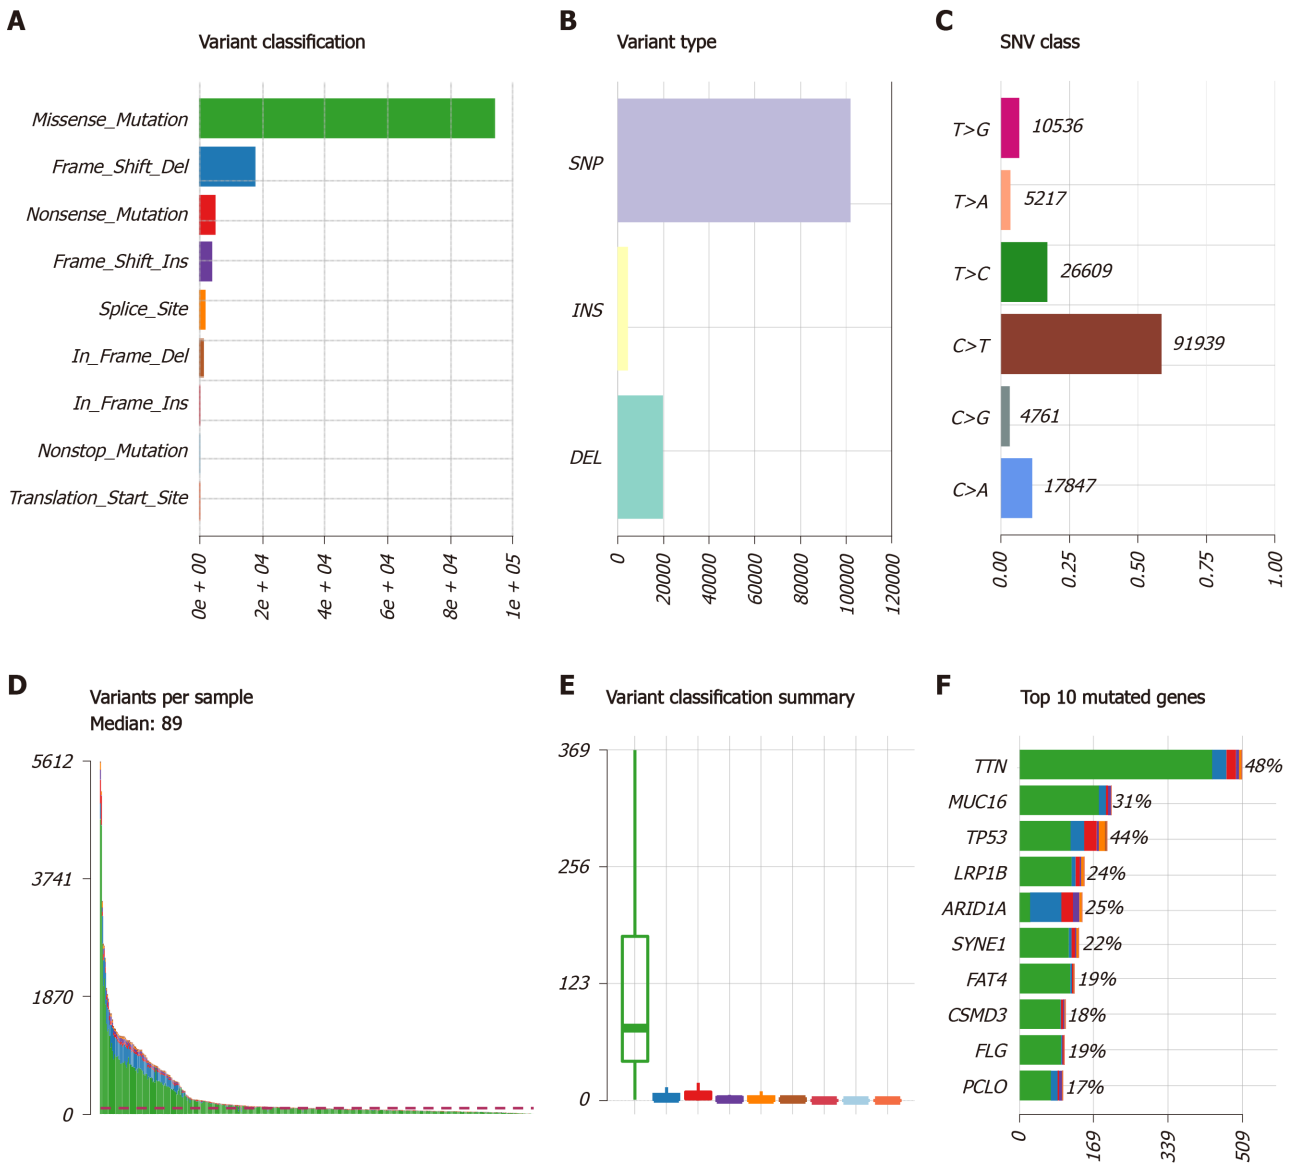 A
Variant classification
Missense_Mutation
Frame_Shift_Del
Nonsense_Mutation
Frame_Shift_Ins
Splice_Site
In_Frame_Del
In_Frame_Ins
Nonstop_Mutation
Translation_Start_Site
0e + 00
2e + 04
4e + 04
6e + 04
8e + 04
1e + 05
B
Variant type
SNP
INS
DEL
0
20000
40000
60000
80000
100000
120000
C
SNV class
T>G
10536
T>A
5217
T>C
26609
C>T
91939
C>G
4761
C>A
17847
0.00
0.25
0.50
0.75
1.00
D
Variants per sample
Median: 89
5612
3741
1870
0
E
Variant classification summary
369
256
123
0
F
Top 10 mutated genes
TTN
48%
MUC16
31%
TP53
44%
LRP1B
24%
ARID1A
25%
SYNE1
22%
FAT4
19%
CSMD3
18%
FLG
19%
PCLO
17%
0
169
339
509